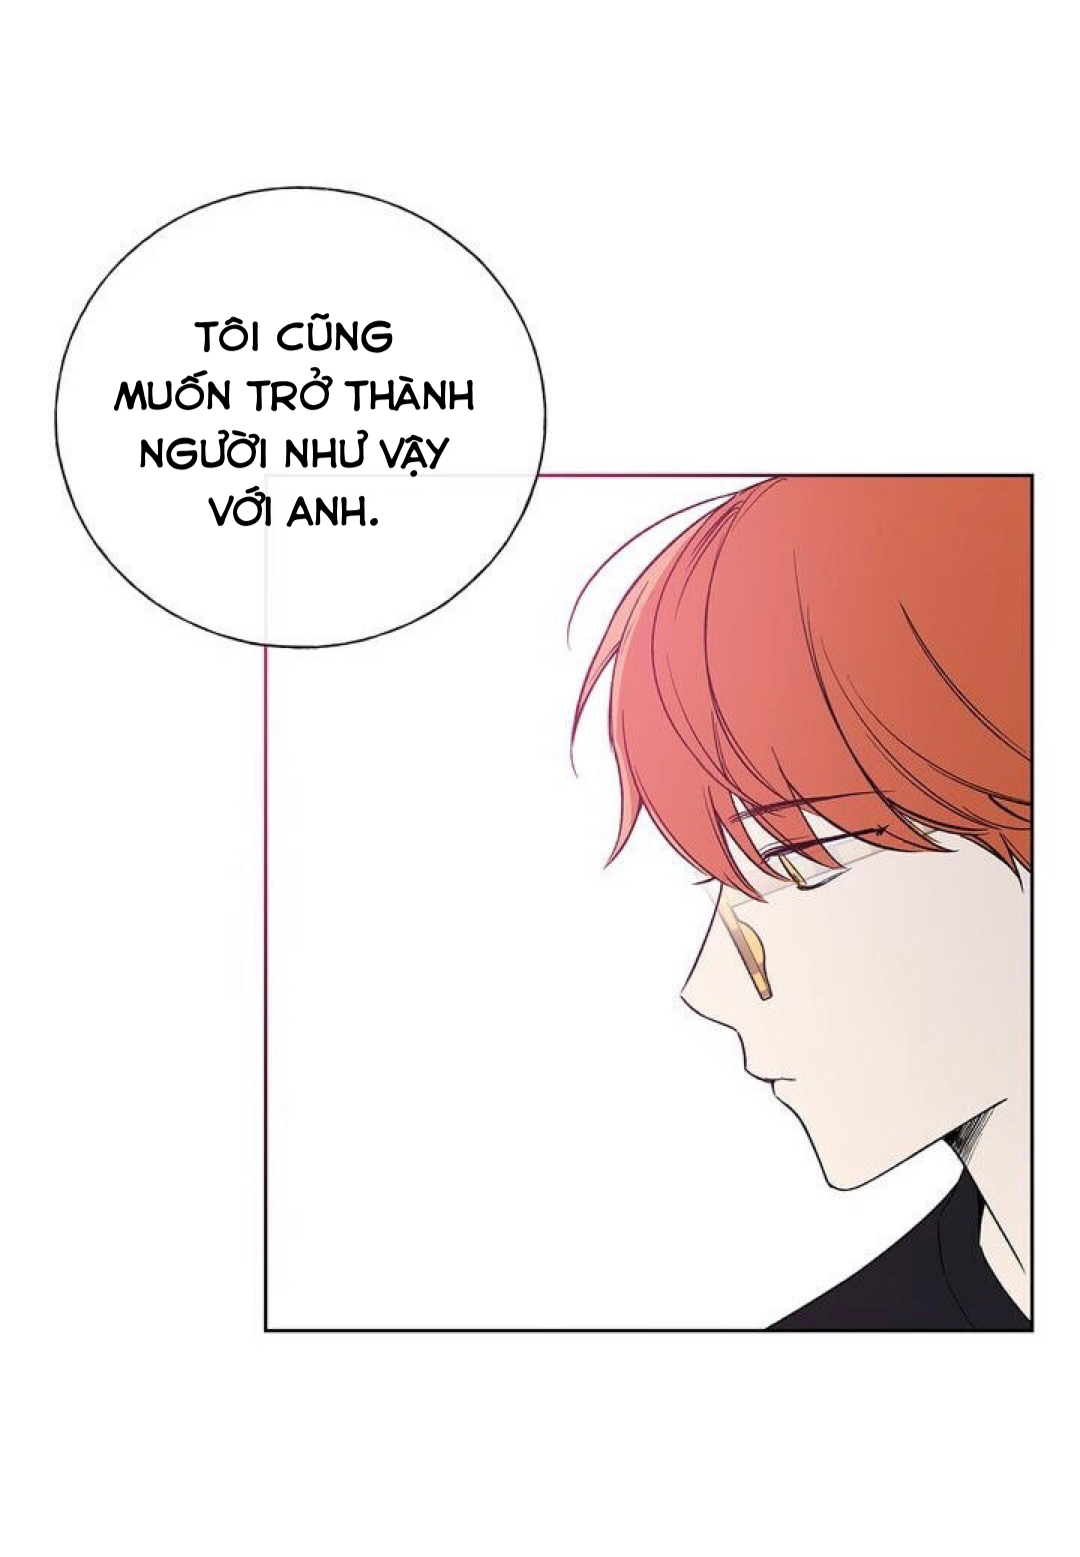 TÔI CŨNG
MUỐN TRỞ THÀNH
NGƯỜI NHƯ VẬY
VỚI ANH.